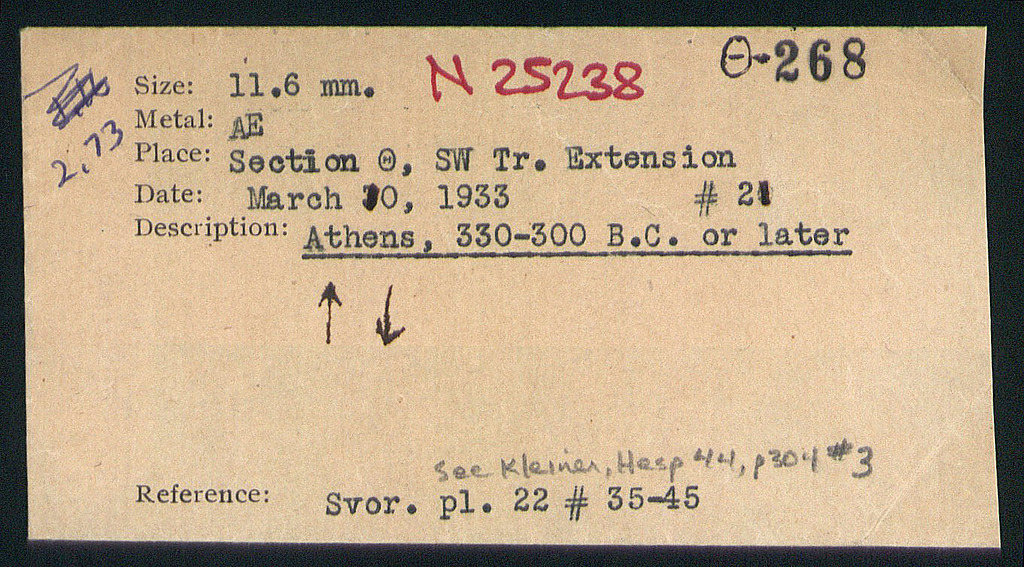 Θ-268
N 25238
2.73
Size: 11.6 mm.
Metal: AE
Place: Section Θ, SW Tr. Extension
Date: March 10, 1933 # 21
Description: Athens, 330-300 B.C. or later
↑ ↓
See Kleiner, Hesp 44, p304 #3
Reference: Svor. pl. 22 # 35-45